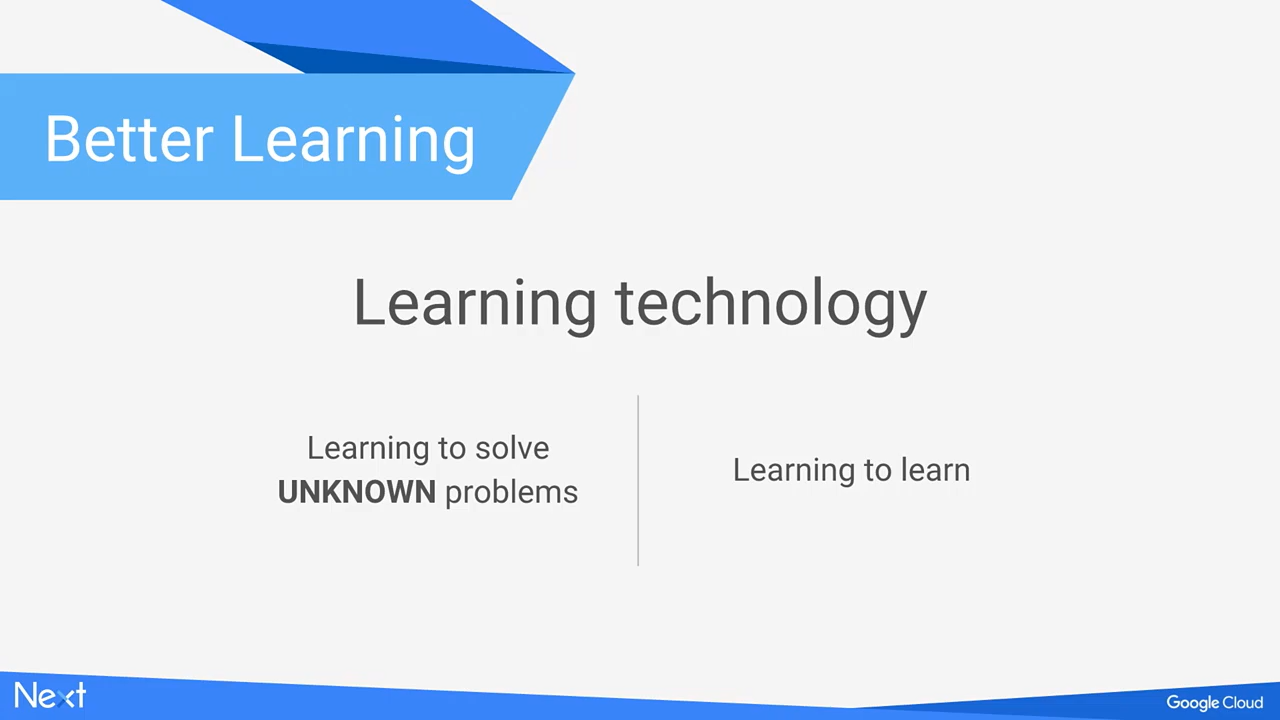 Better Learning
Learning technology
Learning to solve
UNKNOWN problems
Learning to learn
Next
Google Cloud